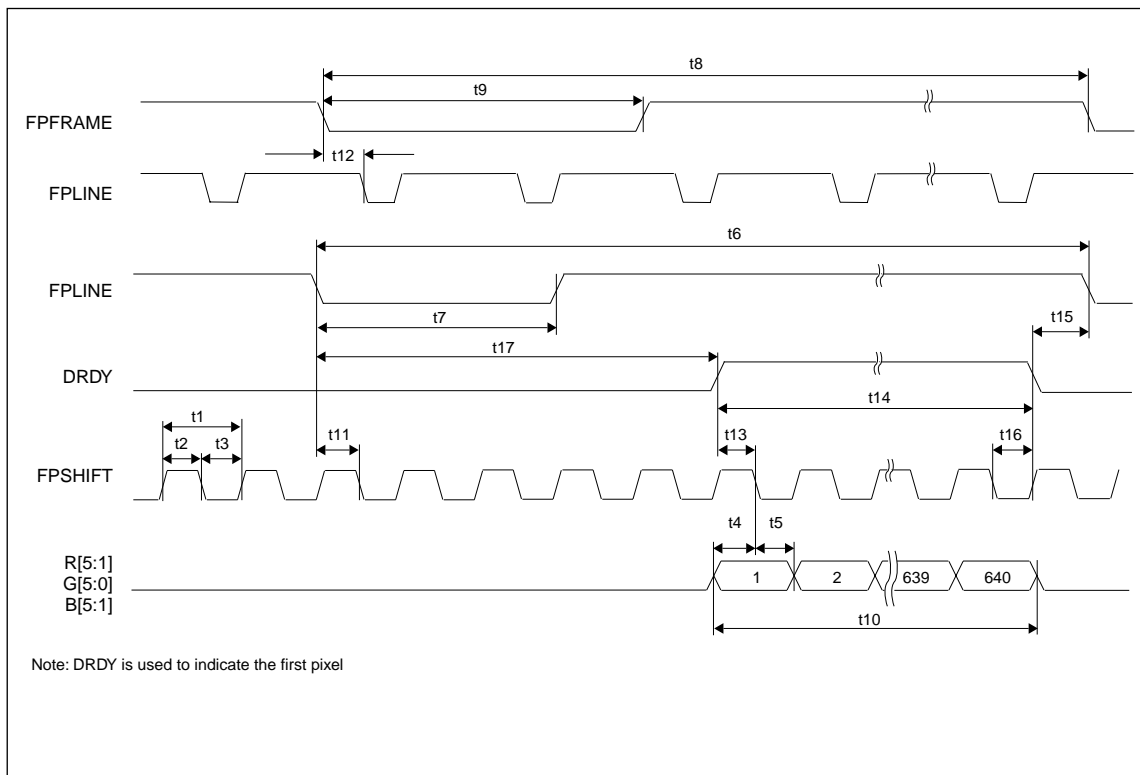 t8
t9
FPFRAME
t12
FPLINE
t6
FPLINE
t7
t15
t17
DRDY
t14
t1
t2 t3
t11
t13
t16
FPSHIFT
t4 t5
R[5:1]
G[5:0]
B[5:1]
1 2 639 640
t10
Note: DRDY is used to indicate the first pixel